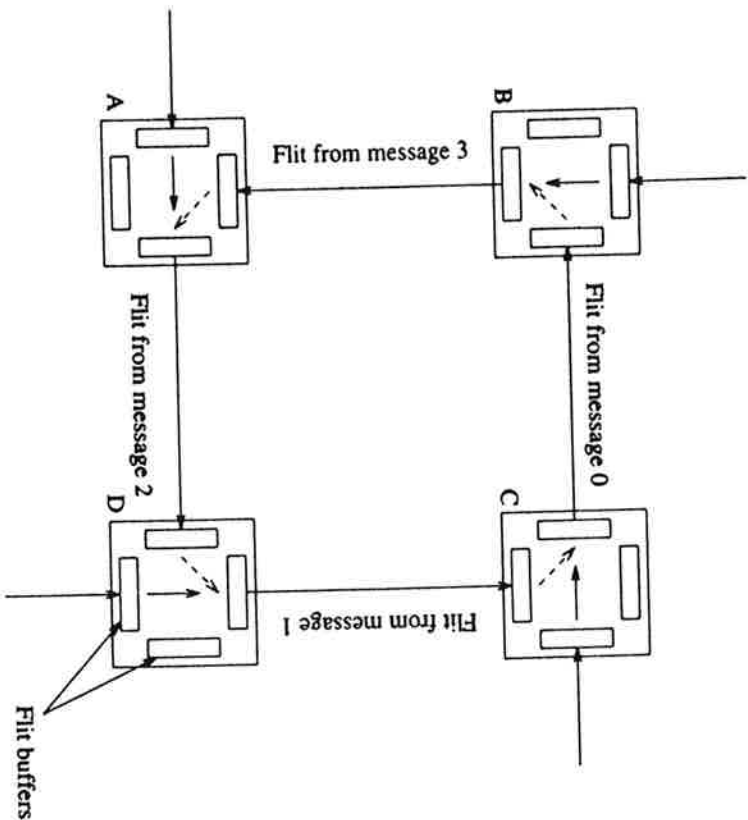 A
B
Flit from message 3
Flit from message 0
Flit from message 2
C
D
Flit from message 1
Flit buffers